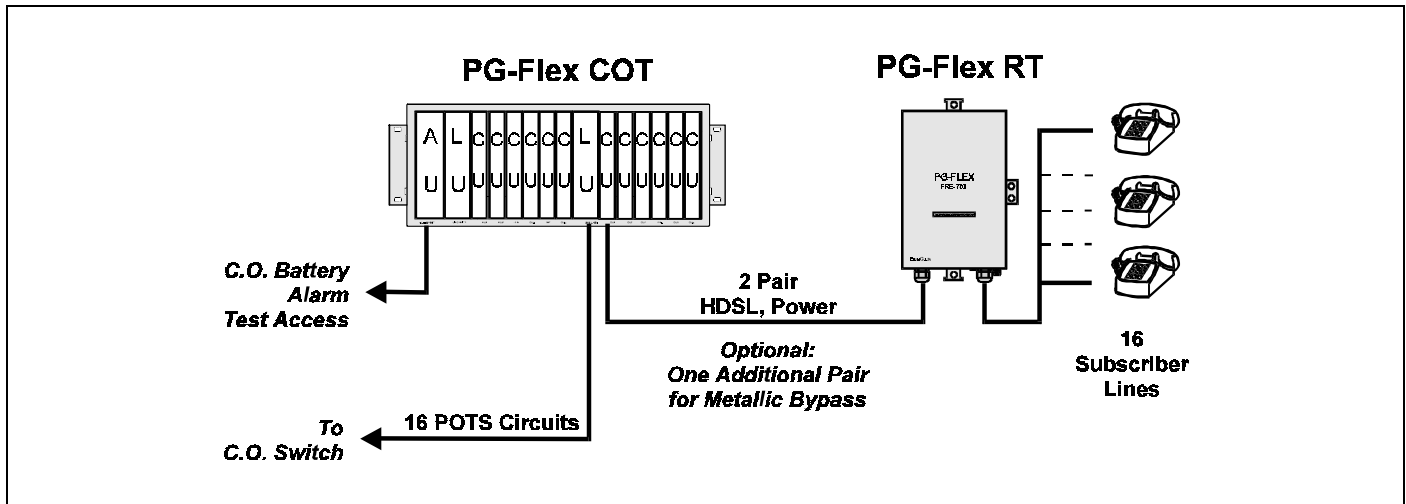 PG-Flex COT
PG-Flex RT
A L C C C C C C L C C C C C C
U U U U U U U U U U U U U U U
PG-FLEX
C.O. Battery
Alarm
Test Access
2 Pair
HDSL, Power
Optional:
One Additional Pair
for Metallic Bypass
16
Subscriber
Lines
16 POTS Circuits
To
C.O. Switch